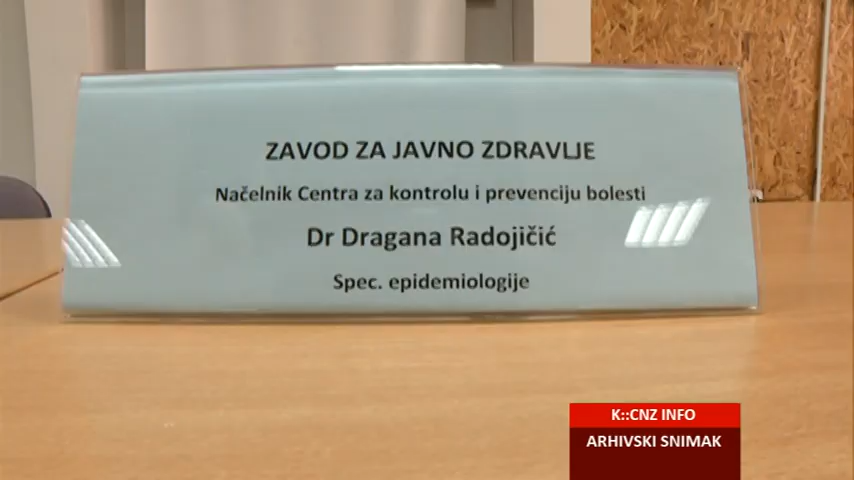 ZAVOD ZA JAVNO ZDRAVLJE
Načelnik Centra za kontrolu i prevenciju bolesti
Dr Dragana Radojičić
Spec. epidemiologije
K::CNZ INFO
ARHIVSKI SNIMAK